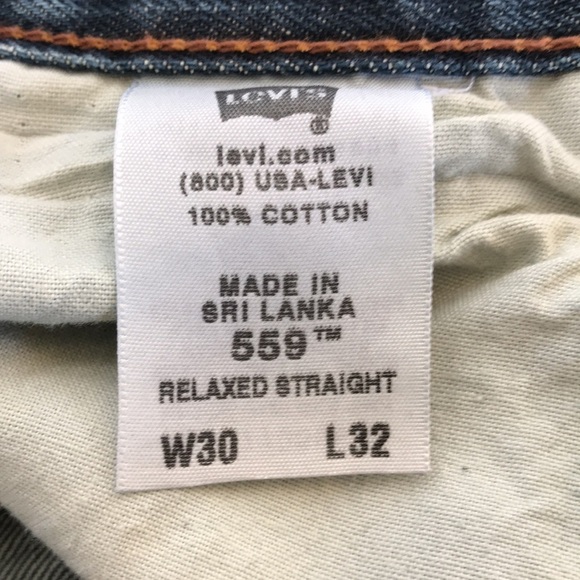 LEVI'S
®
levi.com
(800) USA-LEVI
100% COTTON
MADE IN
SRI LANKA
559™
RELAXED STRAIGHT
W30 L32